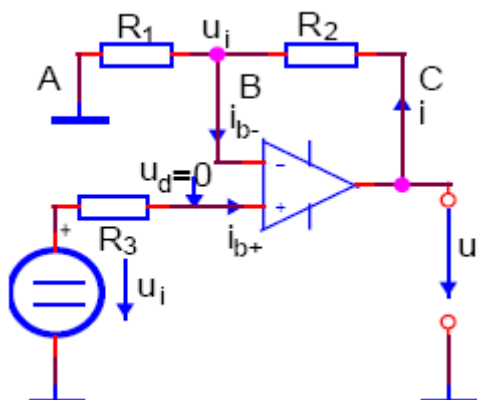 R1 ui R2
A B C
ib- i
ud=0 -
+ +
R3 ib+
ui u